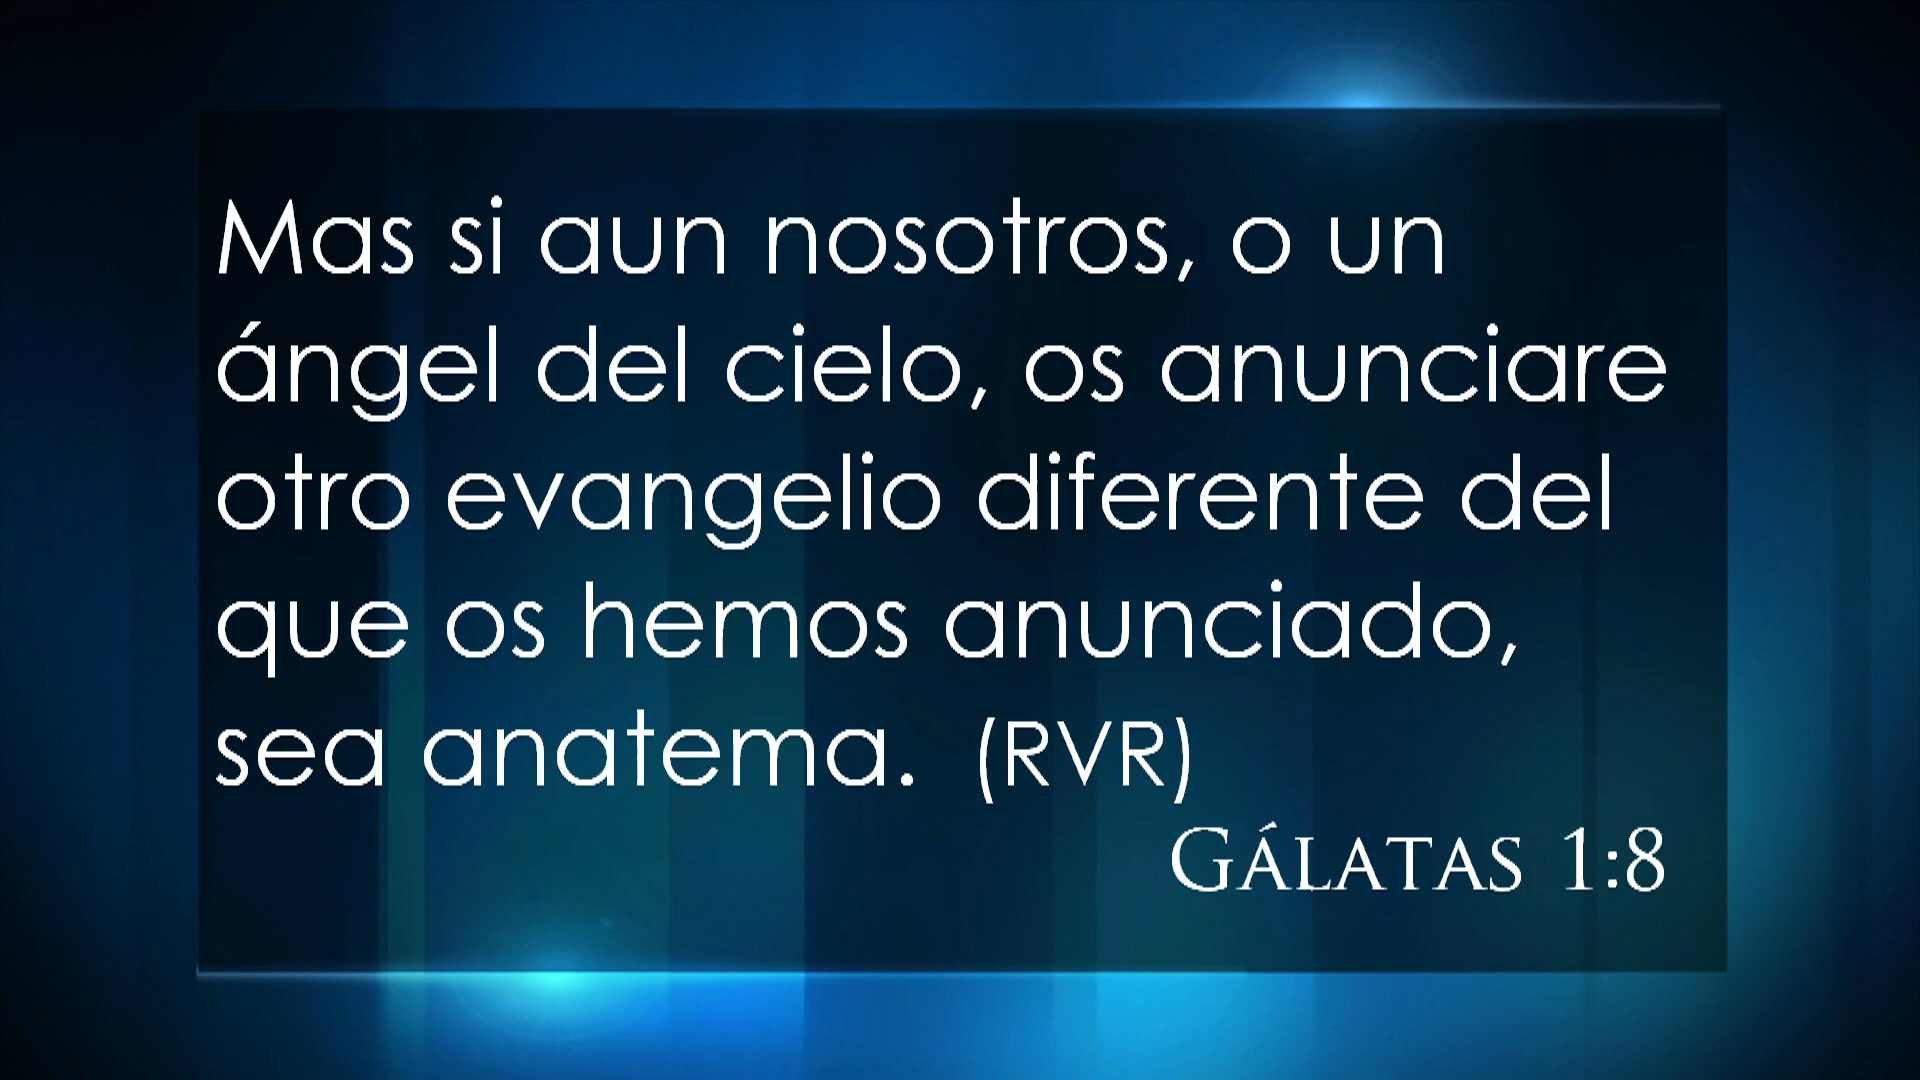 Mas si aun nosotros, o un
ángel del cielo, os anunciare
otro evangelio diferente del
que os hemos anunciado,
sea anatema.  (RVR)
Gálatas 1:8